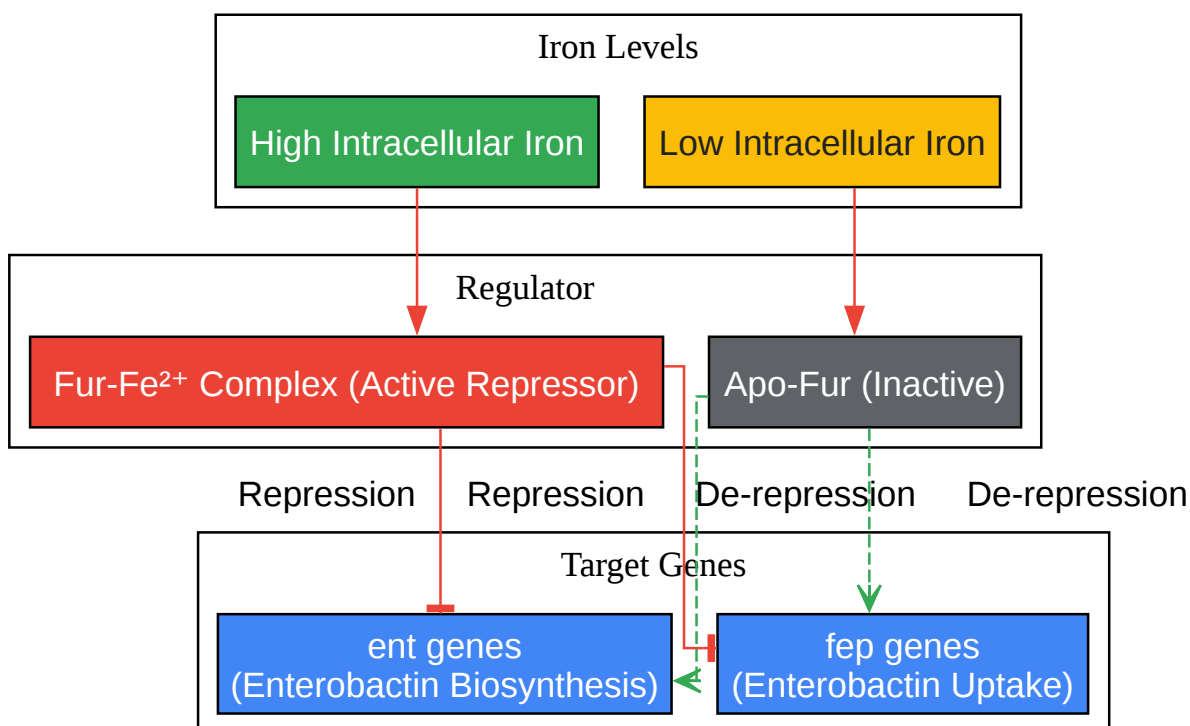 Iron Levels
High Intracellular Iron
Low Intracellular Iron
Regulator
Fur-Fe²⁺ Complex (Active Repressor)
Apo-Fur (Inactive)
Repression
Repression
De-repression
De-repression
Target Genes
ent genes
(Enterobactin Biosynthesis)
fep genes
(Enterobactin Uptake)